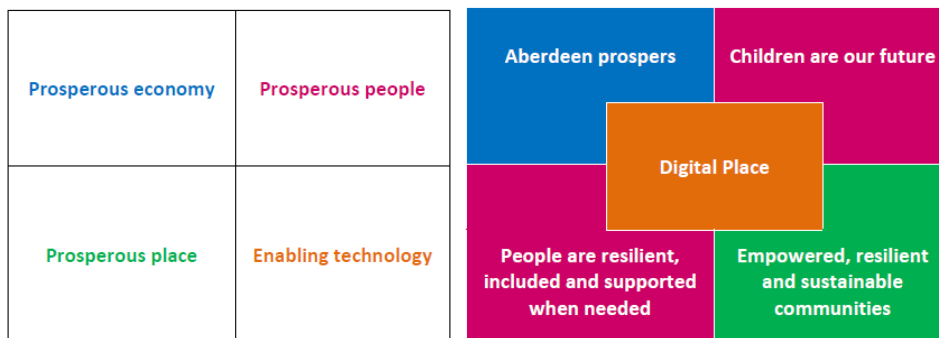 Prosperous economy
Prosperous people
Prosperous place
Enabling technology
Aberdeen prospers
Children are our future
Digital Place
People are resilient,
included and supported
when needed
Empowered, resilient
and sustainable
communities